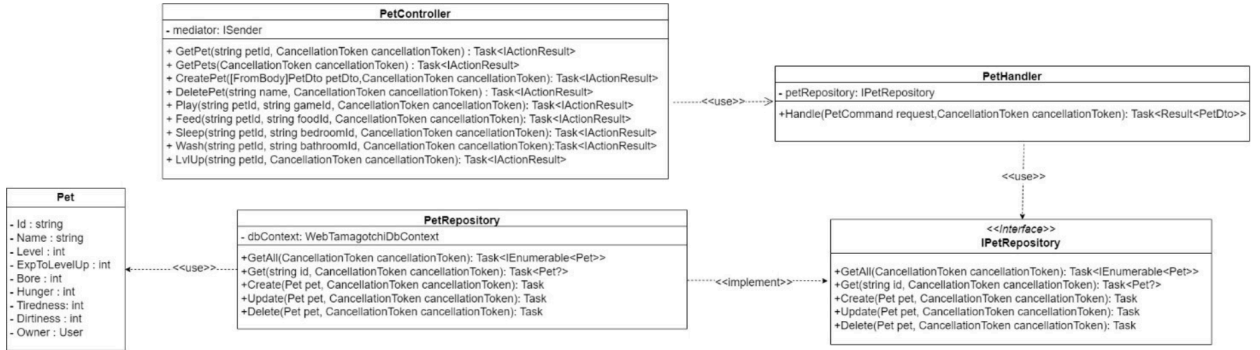 PetController
- mediator: ISender
+ GetPet(string petId, CancellationToken cancellationToken) : Task<IActionResult>
+ GetPets(CancellationToken cancellationToken) : Task<IActionResult>
+ CreatePet([FromBody]PetDto petDto,CancellationToken cancellationToken): Task<IActionResult>
+ DeletePet(string name, CancellationToken cancellationToken) : Task<IActionResult>
+ Play(string petId, string gameId, CancellationToken cancellationToken): Task<IActionResult>
+ Feed(string petId, string foodId, CancellationToken cancellationToken): Task<IActionResult>
+ Sleep(string petId, string bedroomId, CancellationToken cancellationToken): Task<IActionResult>
+ Wash(string petId, string bathroomId, CancellationToken cancellationToken):Task<IActionResult>
+ LvlUp(string petId, CancellationToken cancellationToken): Task<IActionResult>
<<use>>
PetHandler
- petRepository: IPetRepository
+Handle(PetCommand request,CancellationToken cancellationToken): Task<Result<PetDto>>
<<use>>
Pet
- Id : string
- Name : string
- Level : int
- ExpToLevelUp : int
- Bore : int
- Hunger : int
- Tiredness: int
- Dirtiness : int
- Owner : User
<<use>>
PetRepository
- dbContext: WebTamagotchiDbContext
+GetAll(CancellationToken cancellationToken): Task<IEnumerable<Pet>>
+Get(string id, CancellationToken cancellationToken): Task<Pet?>
+Create(Pet pet, CancellationToken cancellationToken): Task
+Update(Pet pet, CancellationToken cancellationToken): Task
+Delete(Pet pet, CancellationToken cancellationToken): Task
<<implement>>
<<Interface>>
IPetRepository
+GetAll(CancellationToken cancellationToken): Task<IEnumerable<Pet>>
+Get(string id, CancellationToken cancellationToken): Task<Pet?>
+Create(Pet pet, CancellationToken cancellationToken): Task
+Update(Pet pet, CancellationToken cancellationToken): Task
+Delete(Pet pet, CancellationToken cancellationToken): Task